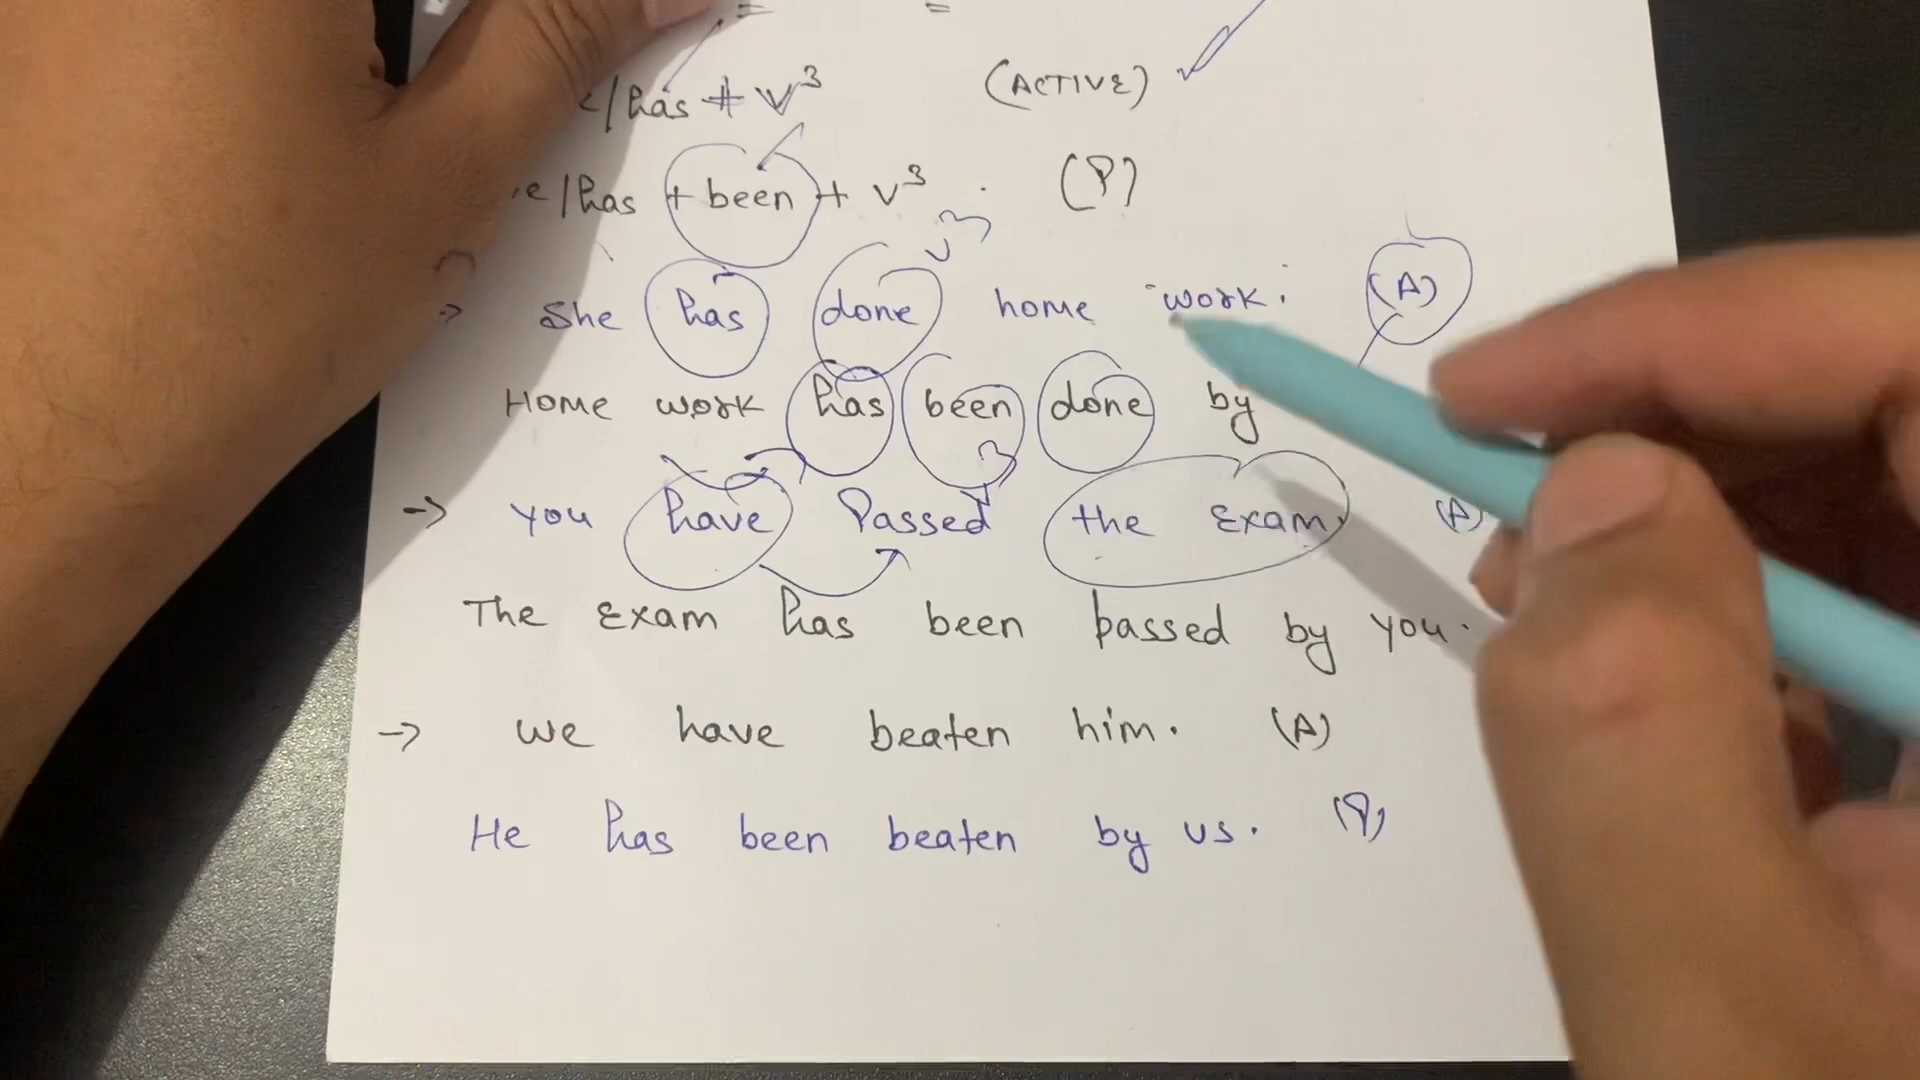 /has + V³ (ACTIVE)
/has + been + V³ . (P)
V³
→ She has done home work. (A)
Home work has been done by
V³
→ you have Passed the Exam. (A)
The Exam has been passed by you.
→ we have beaten him. (A)
He has been beaten by us. (P)